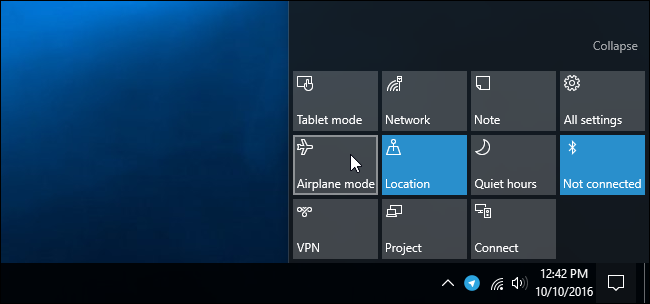 Collapse
Tablet mode
Network
Note
All settings
Airplane mode
Location
Quiet hours
Not connected
VPN
Project
Connect
12:42 PM
10/10/2016